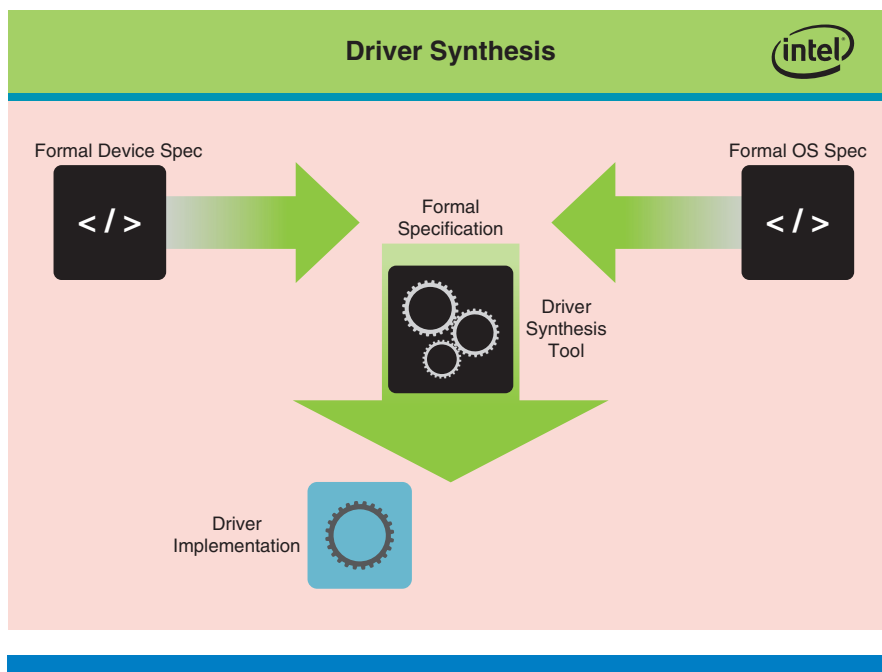 Driver Synthesis
intel
Formal Device Spec
Formal OS Spec
</>
</>
Formal
Specification
Driver
Synthesis
Tool
Driver
Implementation